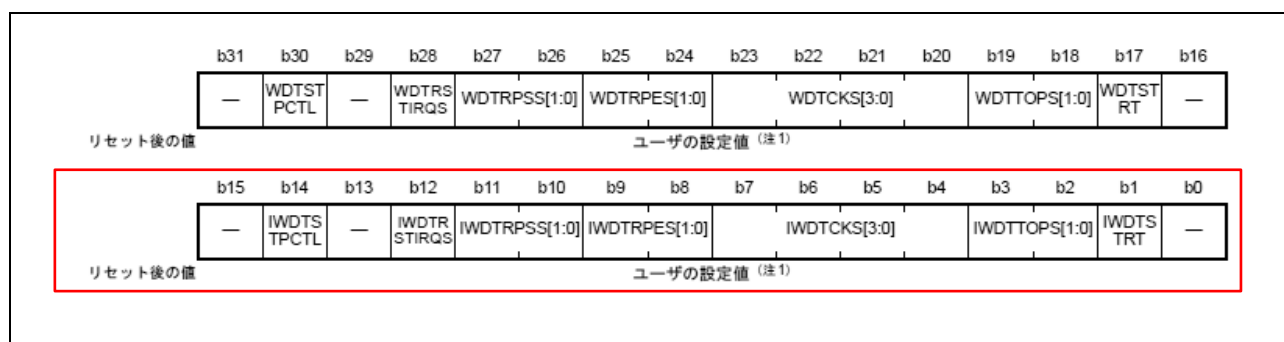 b31 b30 b29 b28 b27 b26 b25 b24 b23 b22 b21 b20 b19 b18 b17 b16
— WDTST PCTL — WDTRS TIRQS WDTRPSS[1:0] WDTRPES[1:0] WDTCKS[3:0] WDTTOPS[1:0] WDTST RT —
リセット後の値 ユーザの設定値 (注1)
b15 b14 b13 b12 b11 b10 b9 b8 b7 b6 b5 b4 b3 b2 b1 b0
— IWDTS TPCTL — IWDTR STIRQS IWDTRPSS[1:0] IWDTRPES[1:0] IWDTCKS[3:0] IWDTTOPS[1:0] IWDTS TRT —
リセット後の値 ユーザの設定値 (注1)